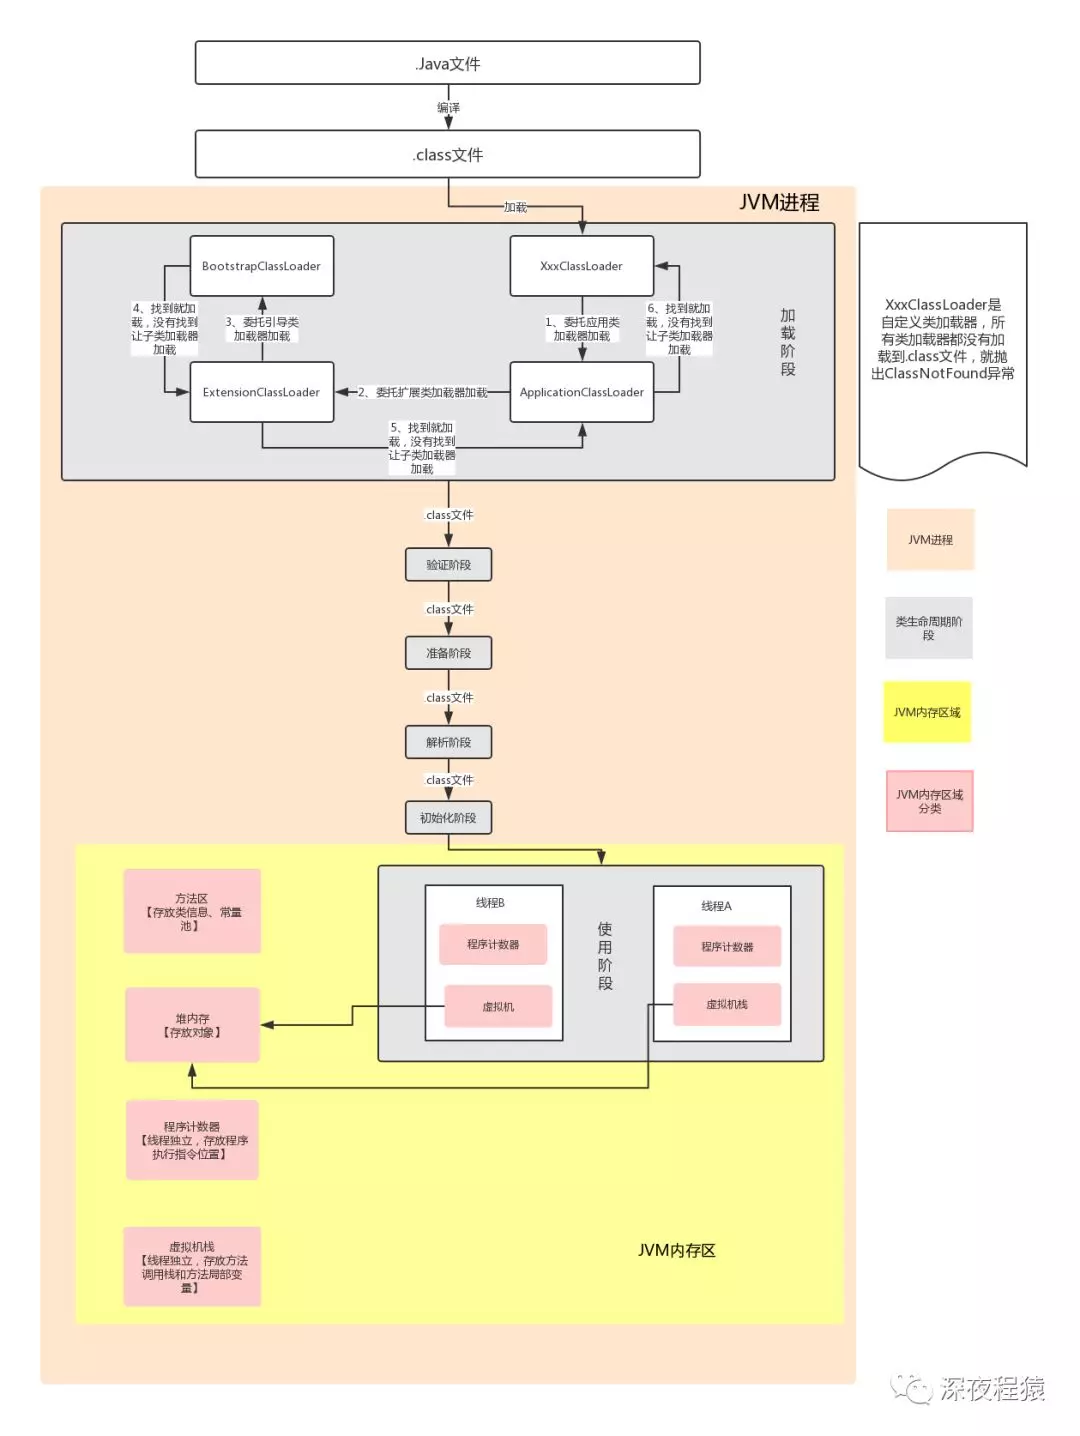 .Java文件
编译
.class文件
JVM进程
加载
BootstrapClassLoader
XxxClassLoader
4、找到就加
载，没有找到
让子类加载器
加载
3、委托引导类
加载器加载
1、委托应用类
加载器加载
6、找到就加
载，没有找到
让子类加载器
加载
加
载
阶
段
XxxClassLoader是
自定义类加载器，所
有类加载器都没有加
载到.class文件，就抛
出ClassNotFound异常
ExtensionClassLoader
2、委托扩展类加载器加载
ApplicationClassLoader
5、找到就加
载，没有找到
让子类加载器
加载
.class文件
验证阶段
.class文件
准备阶段
.class文件
解析阶段
.class文件
初始化阶段
JVM进程
类生命周期阶
段
JVM内存区域
JVM内存区域
分类
方法区
【存放类信息、常量
池】
线程B
程序计数器
虚拟机
使
用
阶
段
线程A
程序计数器
虚拟机栈
堆内存
【存放对象】
程序计数器
【线程独立，存放程序
执行指令位置】
虚拟机栈
【线程独立，存放方法
调用栈和方法局部变
量】
JVM内存区
深夜程猿